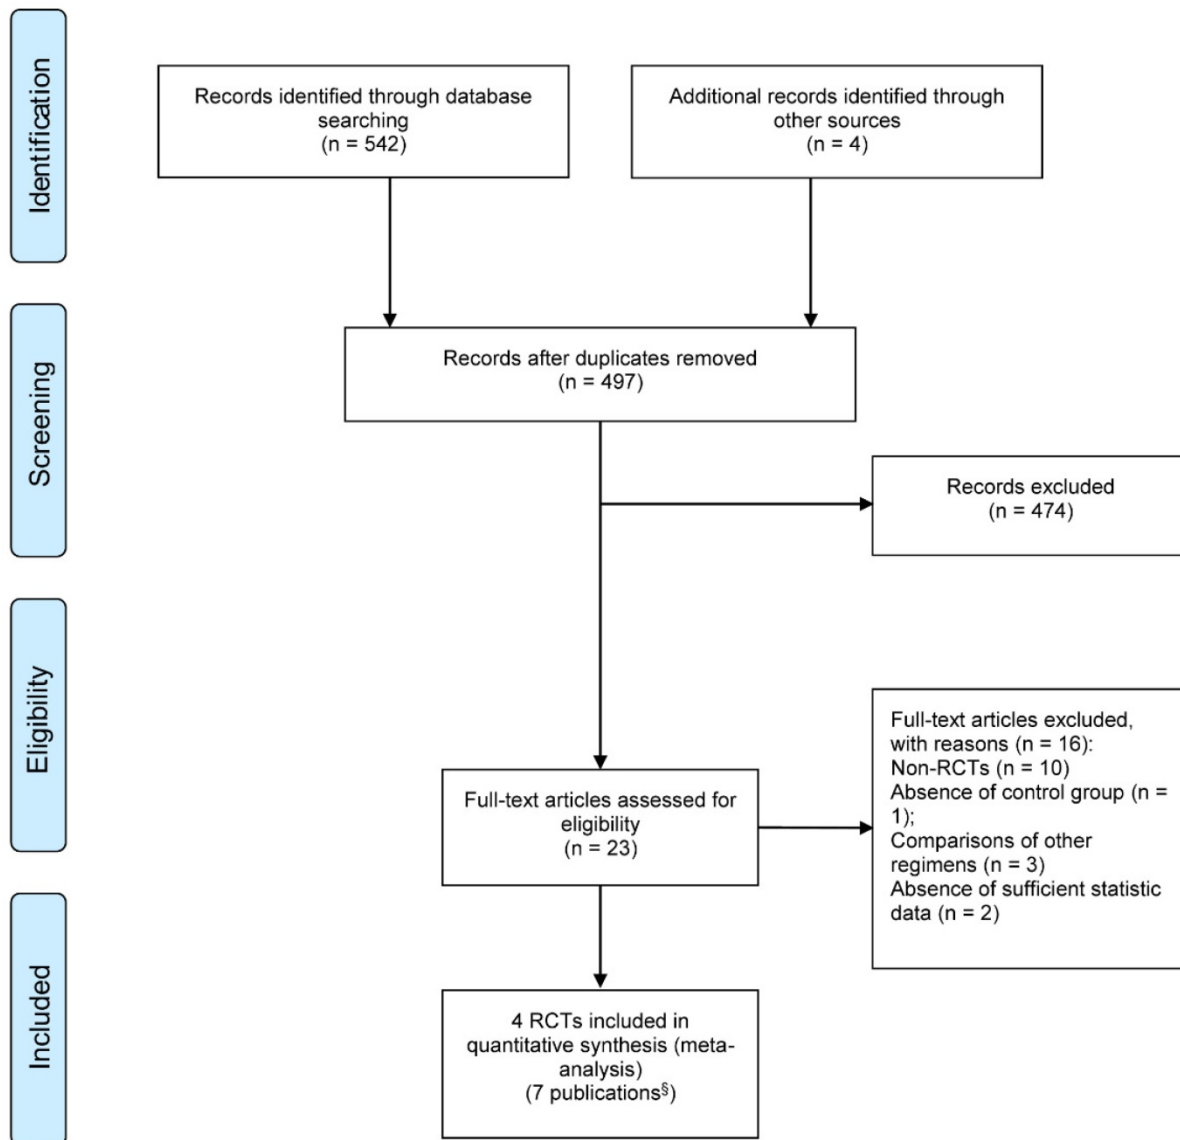 Identification
Records identified through database
searching
(n = 542)
Additional records identified through
other sources
(n = 4)
Screening
Records after duplicates removed
(n = 497)
Records excluded
(n = 474)
Eligibility
Full-text articles assessed for
eligibility
(n = 23)
Full-text articles excluded,
with reasons (n = 16):
Non-RCTs (n = 10)
Absence of control group (n =
1);
Comparisons of other
regimens (n = 3)
Absence of sufficient statistic
data (n = 2)
Included
4 RCTs included in
quantitative synthesis (meta-
analysis)
(7 publications§)